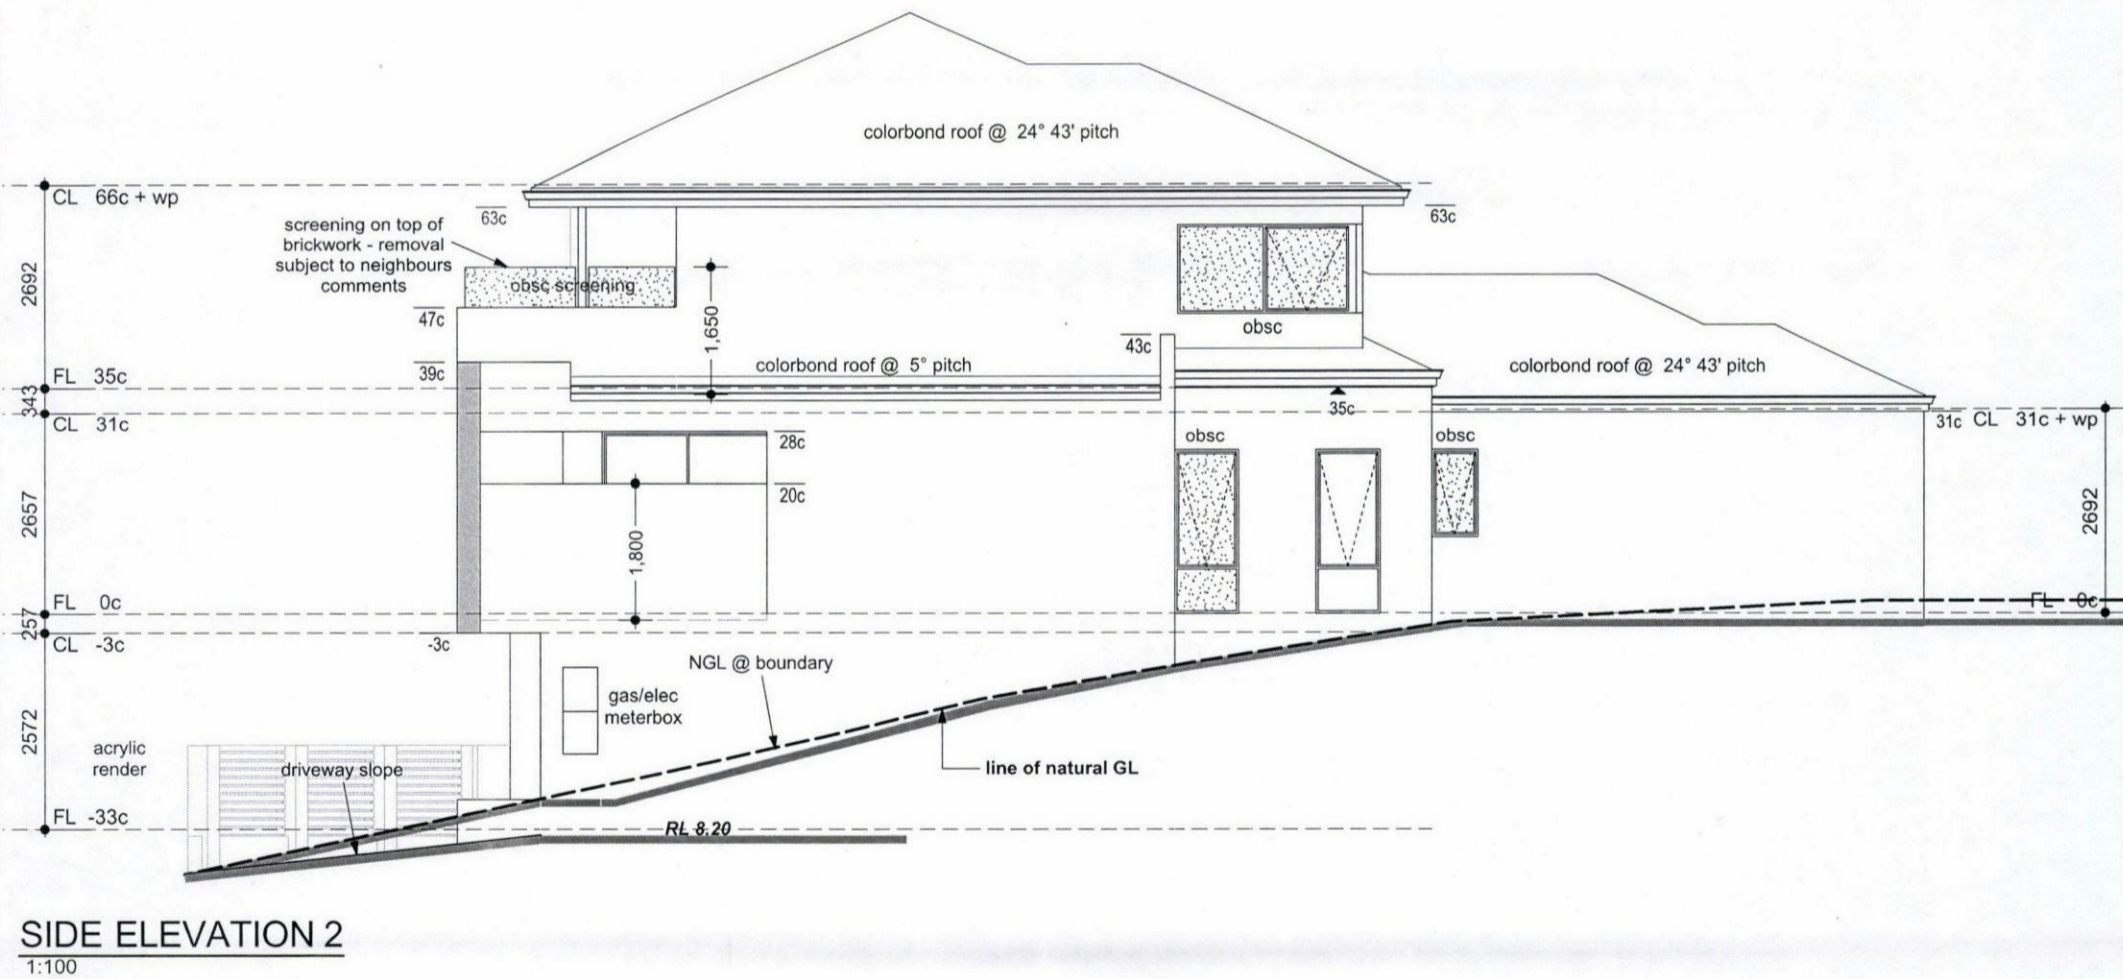 colorbond roof @ 24° 43' pitch
CL 66c + wp
63c
63c
screening on top of
brickwork - removal
subject to neighbours
comments
obsc screening
2692
47c
1,650
obsc
43c
colorbond roof @ 5° pitch
colorbond roof @ 24° 43' pitch
FL 35c
39c
343
35c
CL 31c
31c CL 31c + wp
28c
obsc
obsc
20c
2657
2692
1,800
FL 0c
FL 0c
257
CL -3c
-3c
NGL @ boundary
gas/elec
meterbox
2572
acrylic
render
driveway slope
line of natural GL
FL -33c
RL 8.20
SIDE ELEVATION 2
1:100